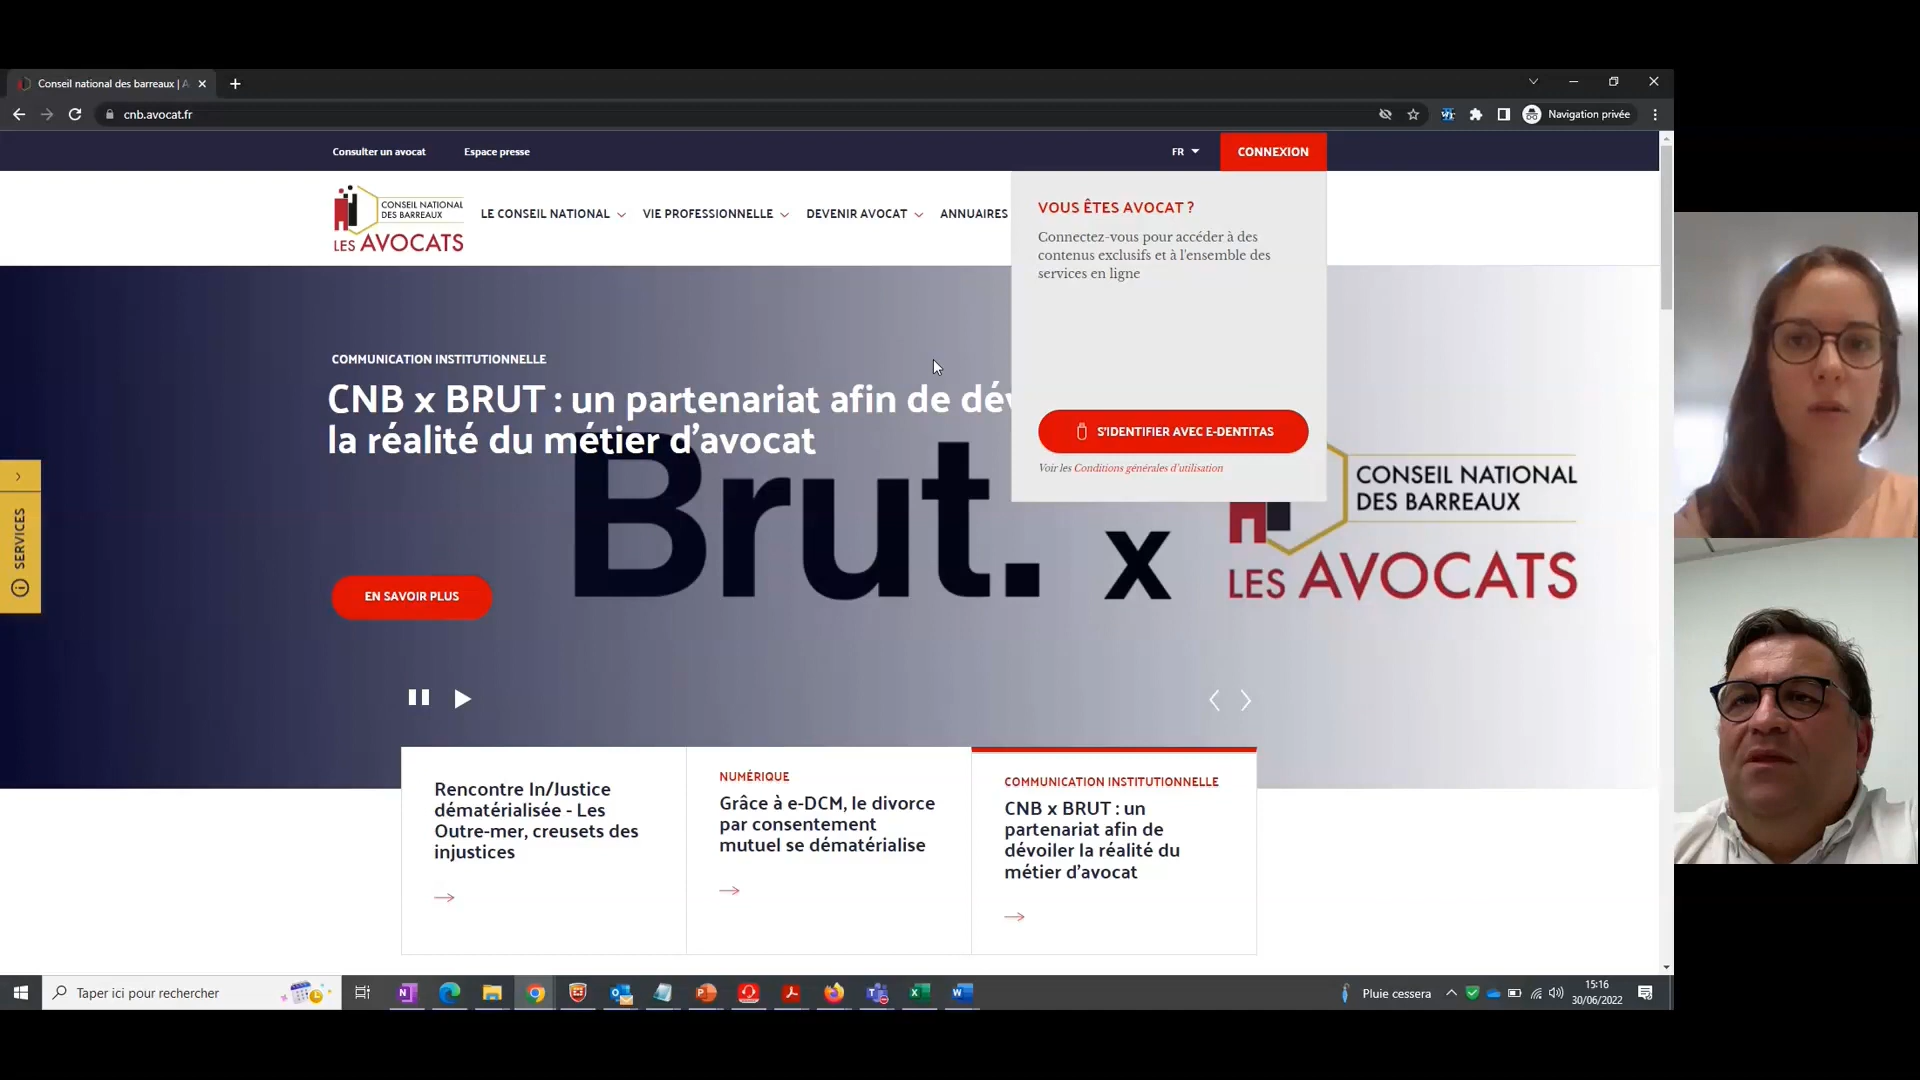 Conseil national des barreaux | A
cnb.avocat.fr
Navigation privée
Consulter un avocat
Espace presse
FR
CONNEXION
CONSEIL NATIONAL
DES BARREAUX
LES AVOCATS
LE CONSEIL NATIONAL
VIE PROFESSIONNELLE
DEVENIR AVOCAT
ANNUAIRES
VOUS ÊTES AVOCAT ?
Connectez-vous pour accéder à des
contenus exclusifs et à l'ensemble des
services en ligne
S'IDENTIFIER AVEC E-DENTITAS
Voir les Conditions générales d'utilisation
COMMUNICATION INSTITUTIONNELLE
CNB x BRUT : un partenariat afin de dév
la réalité du métier d'avocat
Brut. x
CONSEIL NATIONAL
DES BARREAUX
LES AVOCATS
SERVICES
EN SAVOIR PLUS
Rencontre In/Justice
dématérialisée - Les
Outre-mer, creusets des
injustices
NUMÉRIQUE
Grâce à e-DCM, le divorce
par consentement
mutuel se dématérialise
COMMUNICATION INSTITUTIONNELLE
CNB x BRUT : un
partenariat afin de
dévoiler la réalité du
métier d'avocat
Taper ici pour rechercher
Pluie cessera
15:16
30/06/2022